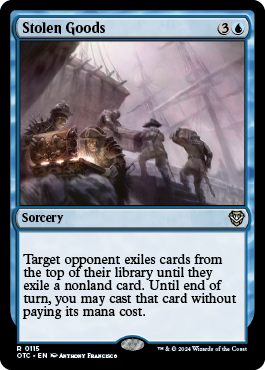 Stolen Goods 3
Sorcery
Target opponent exiles cards from
the top of their library until they
exile a nonland card. Until end of
turn, you may cast that card without
paying its mana cost.
R 0115
OTC • EN Anthony Francisco
™ & © 2024 Wizards of the Coast